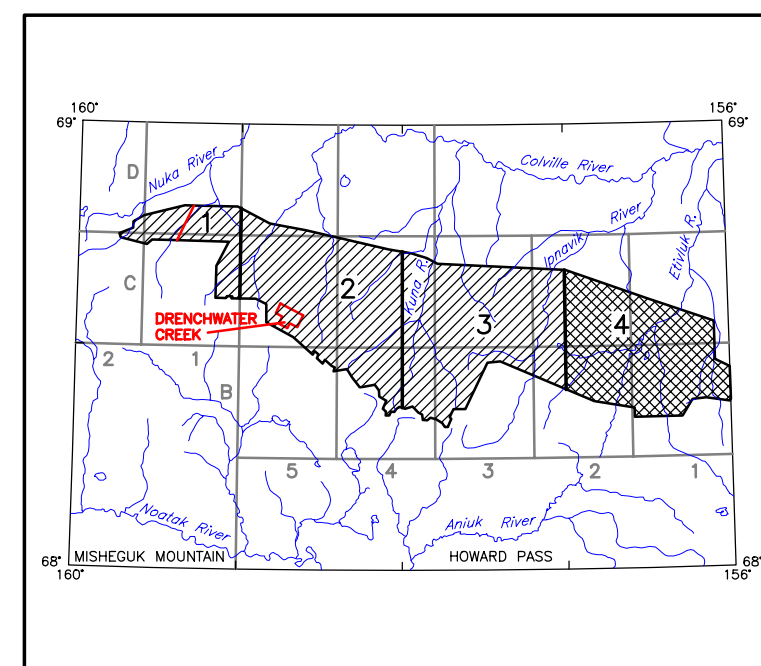 160°
156°
69°
69°
Nuka River
Colville River
D
1
River
Ipnavik
Etivluk R.
C
2
Kuna R.
3
4
DRENCHWATER
CREEK
2
1
B
5
4
3
2
1
Noatak River
Aniuk River
MISHEGUK MOUNTAIN
HOWARD PASS
68°
68°
160°
156°